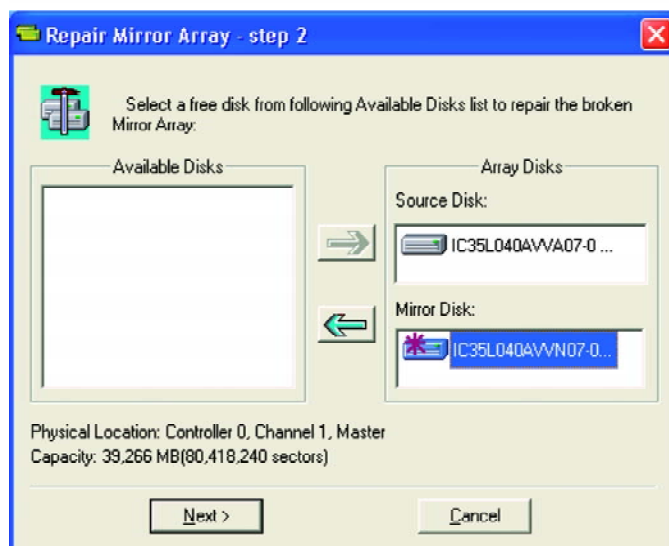 Repair Mirror Array - step 2
Select a free disk from following Available Disks list to repair the broken
Mirror Array:
Available Disks
Array Disks
Source Disk:
IC35L040AVVA07-0 ...
Mirror Disk:
IC35L040AVVN07-0...
Physical Location: Controller 0, Channel 1, Master
Capacity: 39,266 MB(80,418,240 sectors)
Next >
Cancel